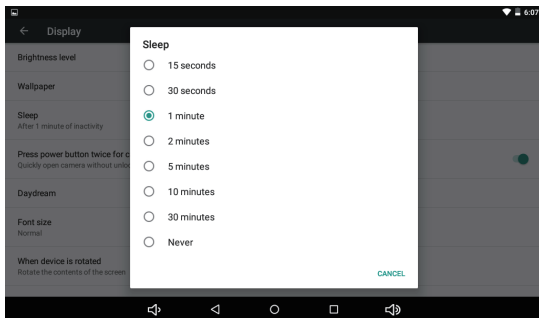 6:07
Display
Brightness level
Wallpaper
Sleep
After 1 minute of inactivity
Press power button twice for c
Quickly open camera without unlo
Daydream
Font size
Normal
When device is rotated
Rotate the contents of the screen
Sleep
15 seconds
30 seconds
1 minute
2 minutes
5 minutes
10 minutes
30 minutes
Never
CANCEL